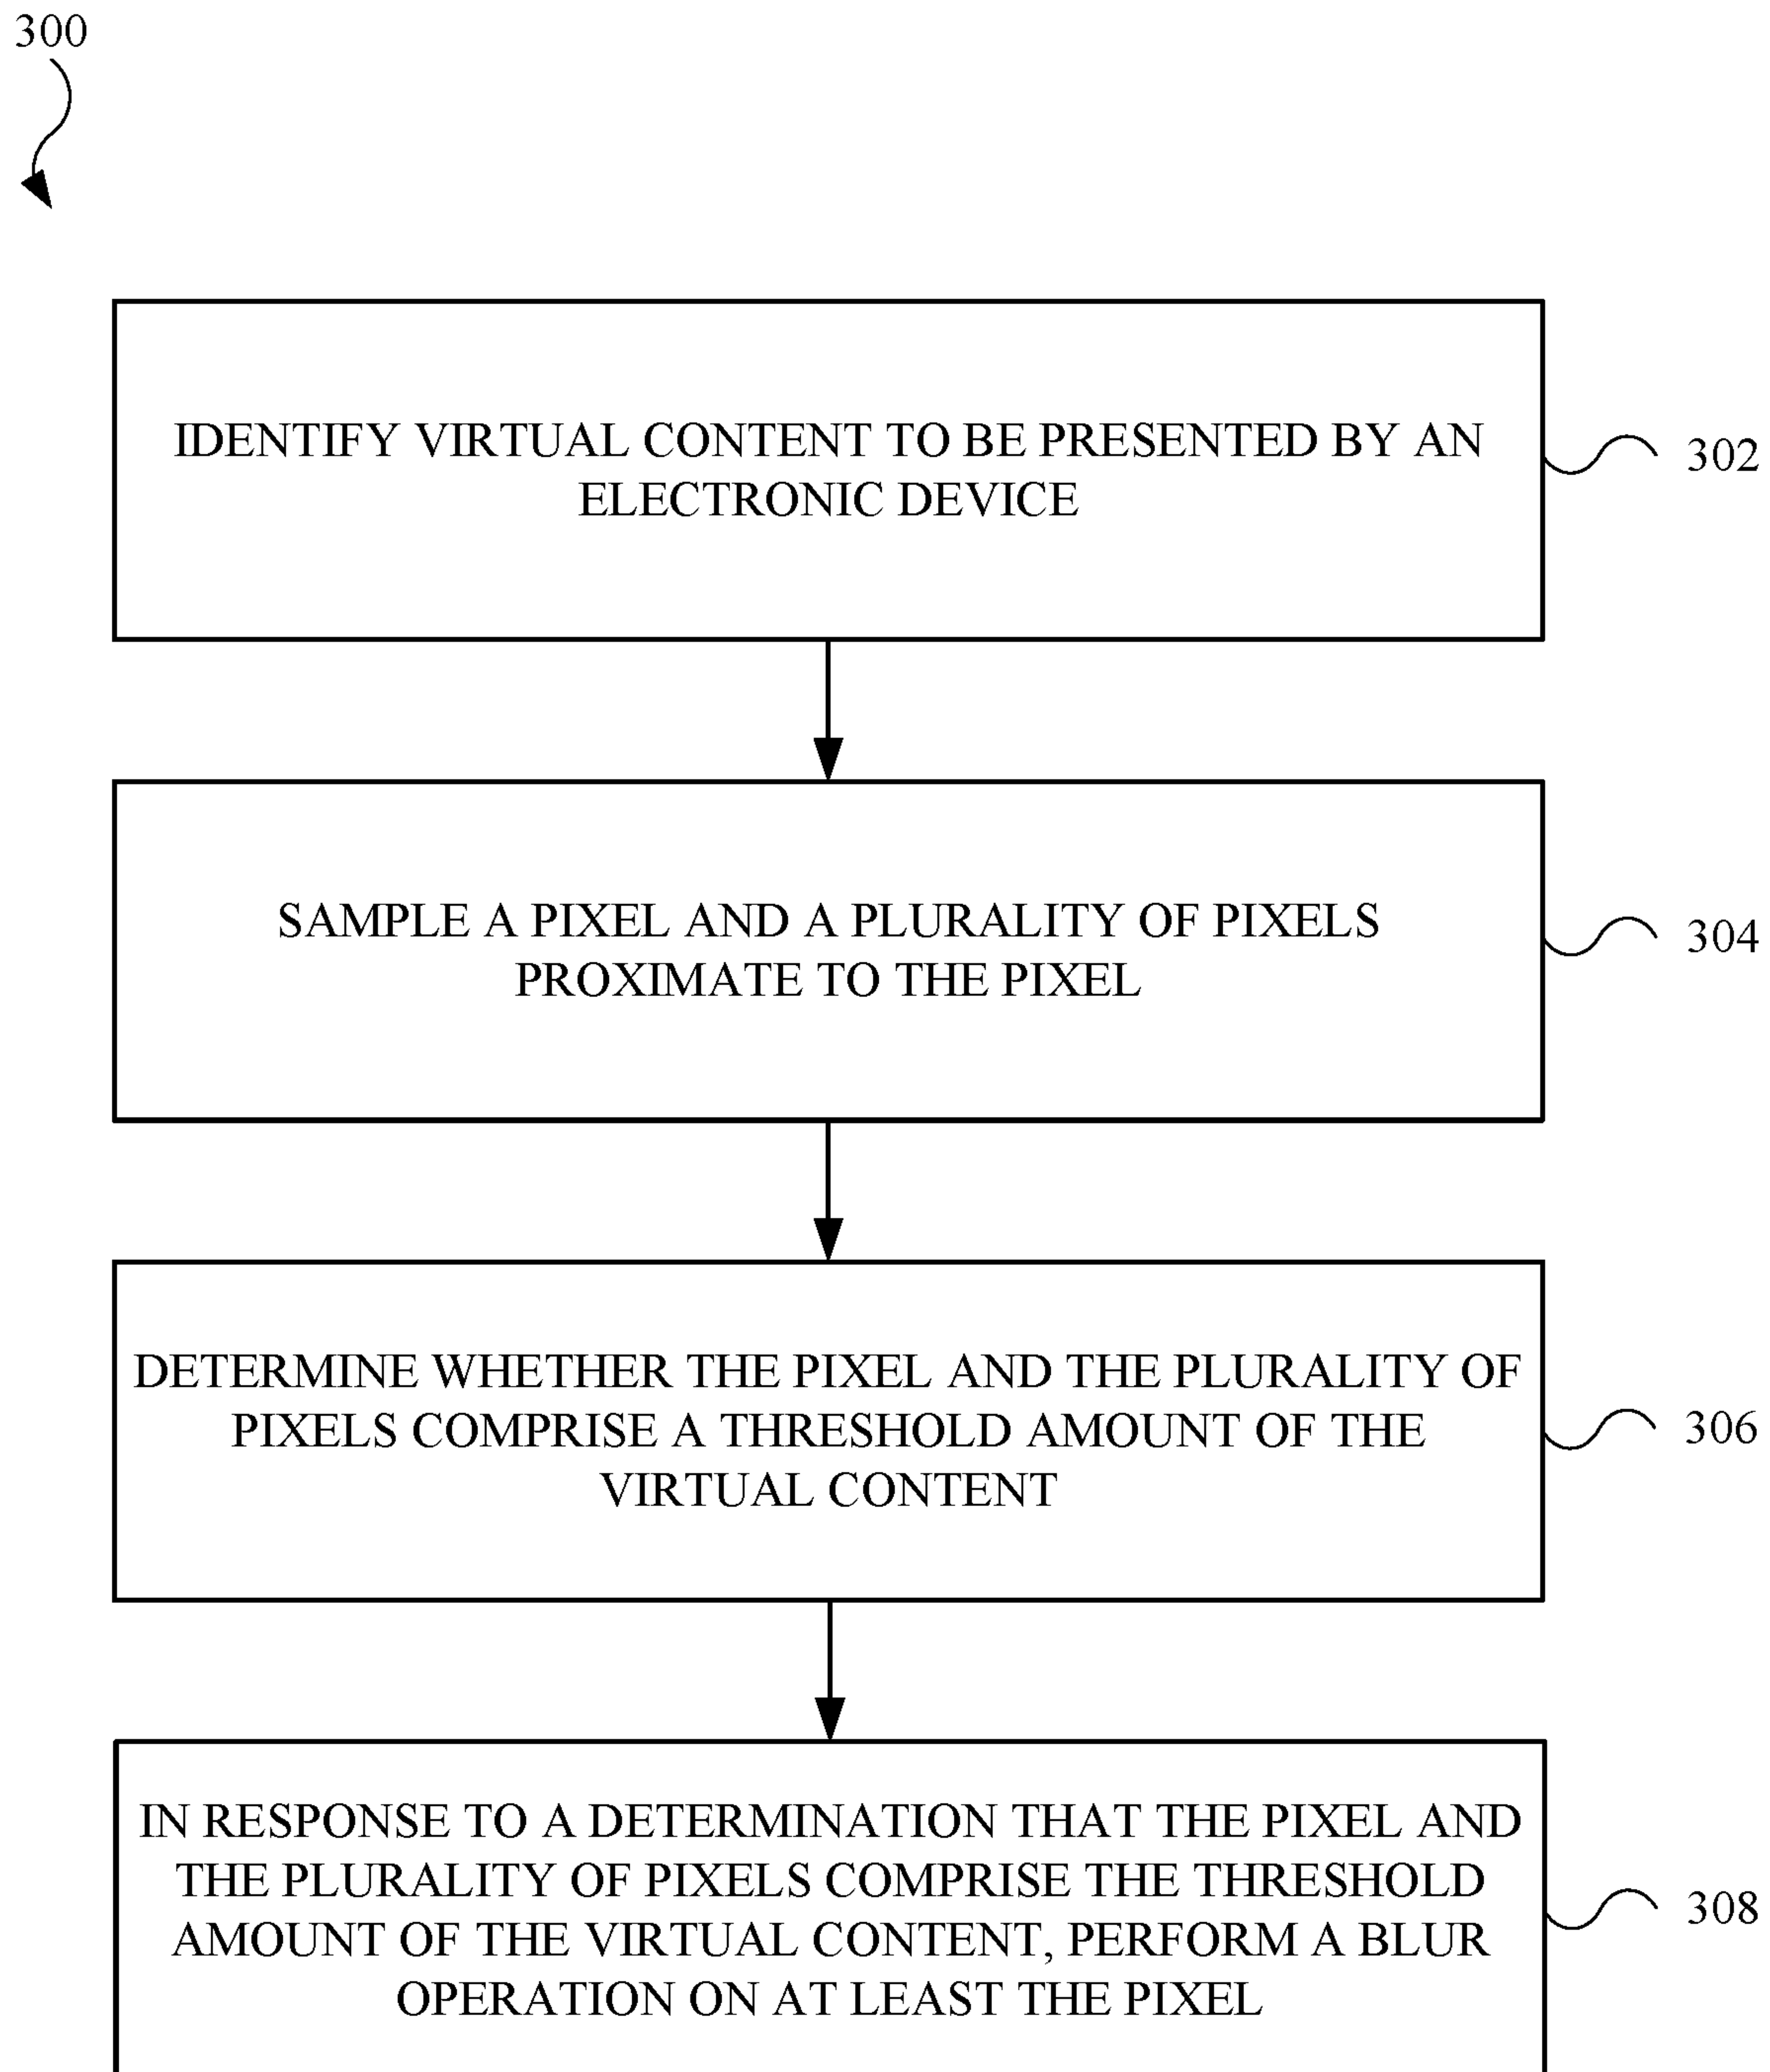 300
IDENTIFY VIRTUAL CONTENT TO BE PRESENTED BY AN
ELECTRONIC DEVICE
302
SAMPLE A PIXEL AND A PLURALITY OF PIXELS
PROXIMATE TO THE PIXEL
304
DETERMINE WHETHER THE PIXEL AND THE PLURALITY OF
PIXELS COMPRISE A THRESHOLD AMOUNT OF THE
VIRTUAL CONTENT
306
IN RESPONSE TO A DETERMINATION THAT THE PIXEL AND
THE PLURALITY OF PIXELS COMPRISE THE THRESHOLD
AMOUNT OF THE VIRTUAL CONTENT, PERFORM A BLUR
OPERATION ON AT LEAST THE PIXEL
308